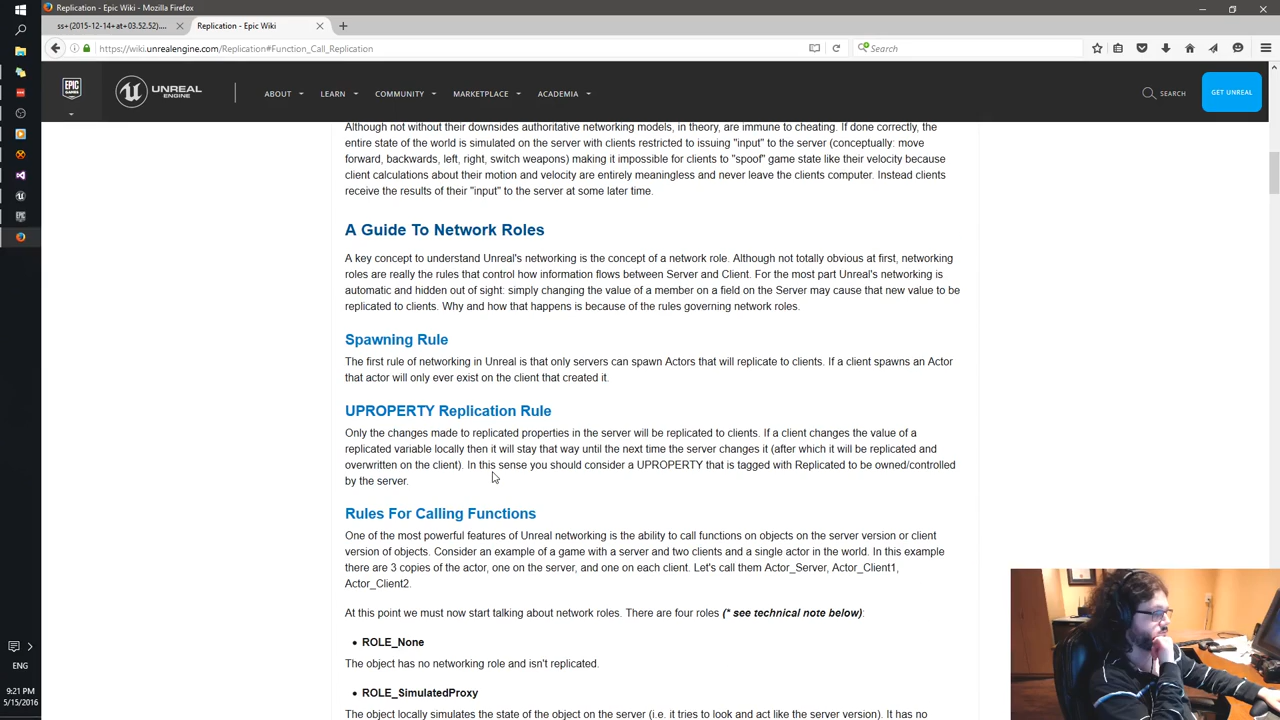 Replication - Epic Wiki - Mozilla Firefox
ss+(2015-12-14+at+03.52.52)....
Replication - Epic Wiki
https://wiki.unrealengine.com/Replication#Function_Call_Replication
Search
EPIC GAMES
UNREAL ENGINE
ABOUT
LEARN
COMMUNITY
MARKETPLACE
ACADEMIA
SEARCH
GET UNREAL
Although not without their downsides authoritative networking models, in theory, are immune to cheating. If done correctly, the
entire state of the world is simulated on the server with clients restricted to issuing "input" to the server (conceptually: move
forward, backwards, left, right, switch weapons) making it impossible for clients to "spoof" game state like their velocity because
client calculations about their motion and velocity are entirely meaningless and never leave the clients computer. Instead clients
receive the results of their "input" to the server at some later time.
A Guide To Network Roles
A key concept to understand Unreal's networking is the concept of a network role. Although not totally obvious at first, networking
roles are really the rules that control how information flows between Server and Client. For the most part Unreal's networking is
automatic and hidden out of sight: simply changing the value of a member on a field on the Server may cause that new value to be
replicated to clients. Why and how that happens is because of the rules governing network roles.
Spawning Rule
The first rule of networking in Unreal is that only servers can spawn Actors that will replicate to clients. If a client spawns an Actor
that actor will only ever exist on the client that created it.
UPROPERTY Replication Rule
Only the changes made to replicated properties in the server will be replicated to clients. If a client changes the value of a
replicated variable locally then it will stay that way until the next time the server changes it (after which it will be replicated and
overwritten on the client). In this sense you should consider a UPROPERTY that is tagged with Replicated to be owned/controlled
by the server.
Rules For Calling Functions
One of the most powerful features of Unreal networking is the ability to call functions on objects on the server version or client
version of objects. Consider an example of a game with a server and two clients and a single actor in the world. In this example
there are 3 copies of the actor, one on the server, and one on each client. Let's call them Actor_Server, Actor_Client1,
Actor_Client2.
At this point we must now start talking about network roles. There are four roles (* see technical note below):
• ROLE_None
The object has no networking role and isn't replicated.
• ROLE_SimulatedProxy
The object locally simulates the state of the object on the server (i.e. it tries to look and act like the server version). It has no
ENG
9:21 PM
5/15/2016